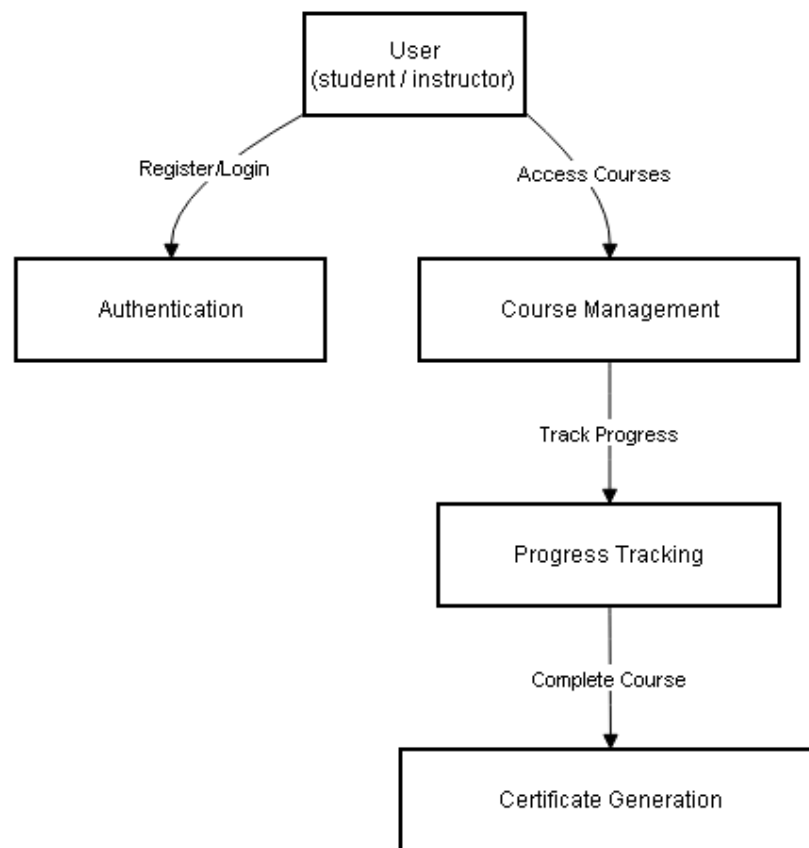 User
(student / instructor)
Register/Login
Access Courses
Authentication
Course Management
Track Progress
Progress Tracking
Complete Course
Certificate Generation